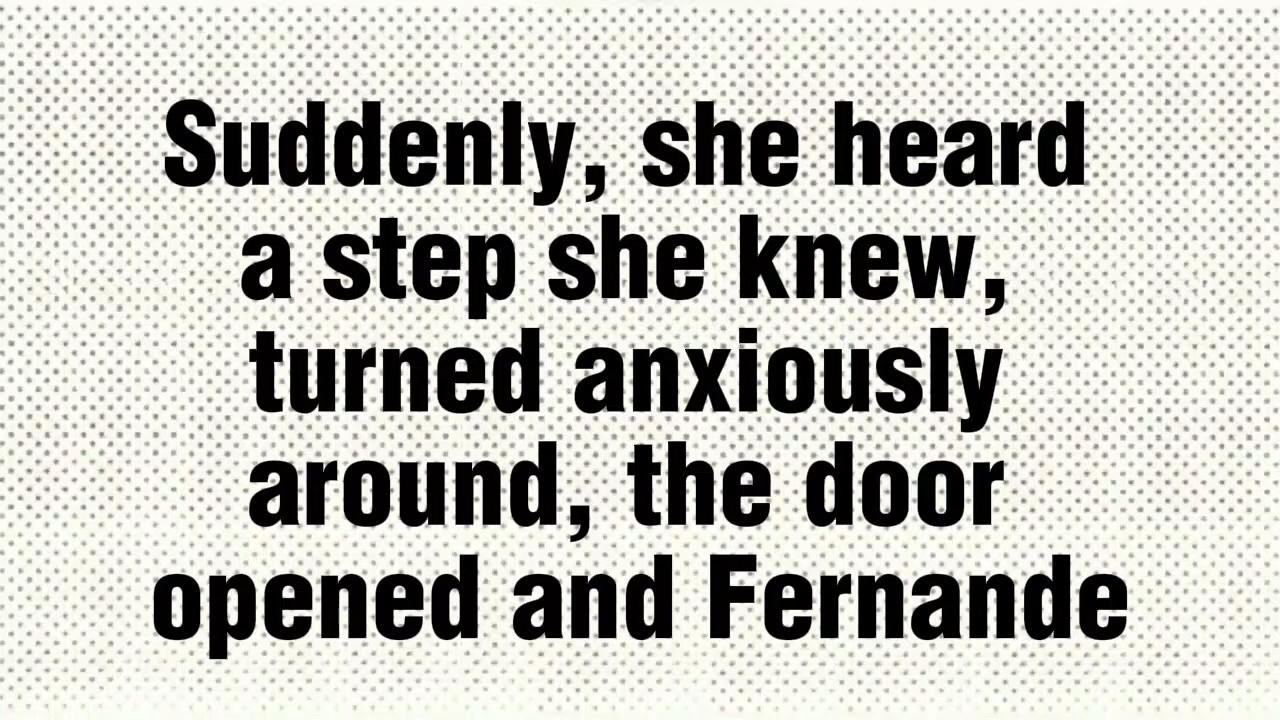 Suddenly, she heard
a step she knew,
turned anxiously
around, the door
opened and Fernande